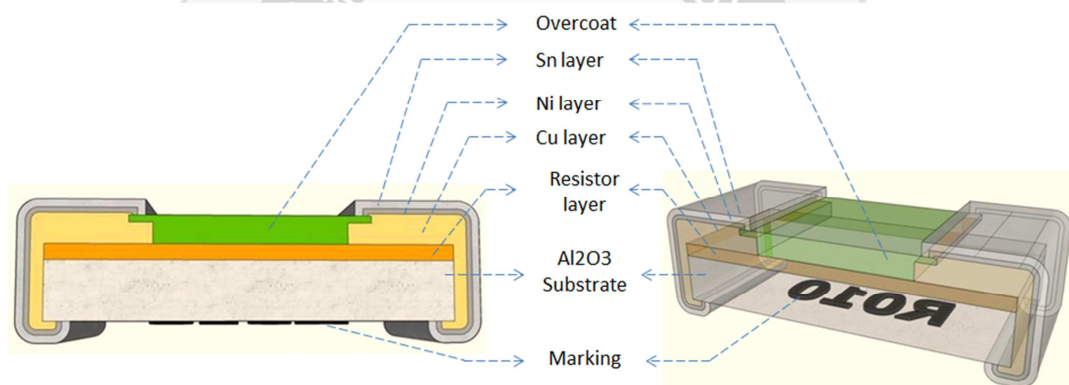 Overcoat
Sn layer
Ni layer
Cu layer
Resistor
layer
Al2O3
Substrate
Marking
R010